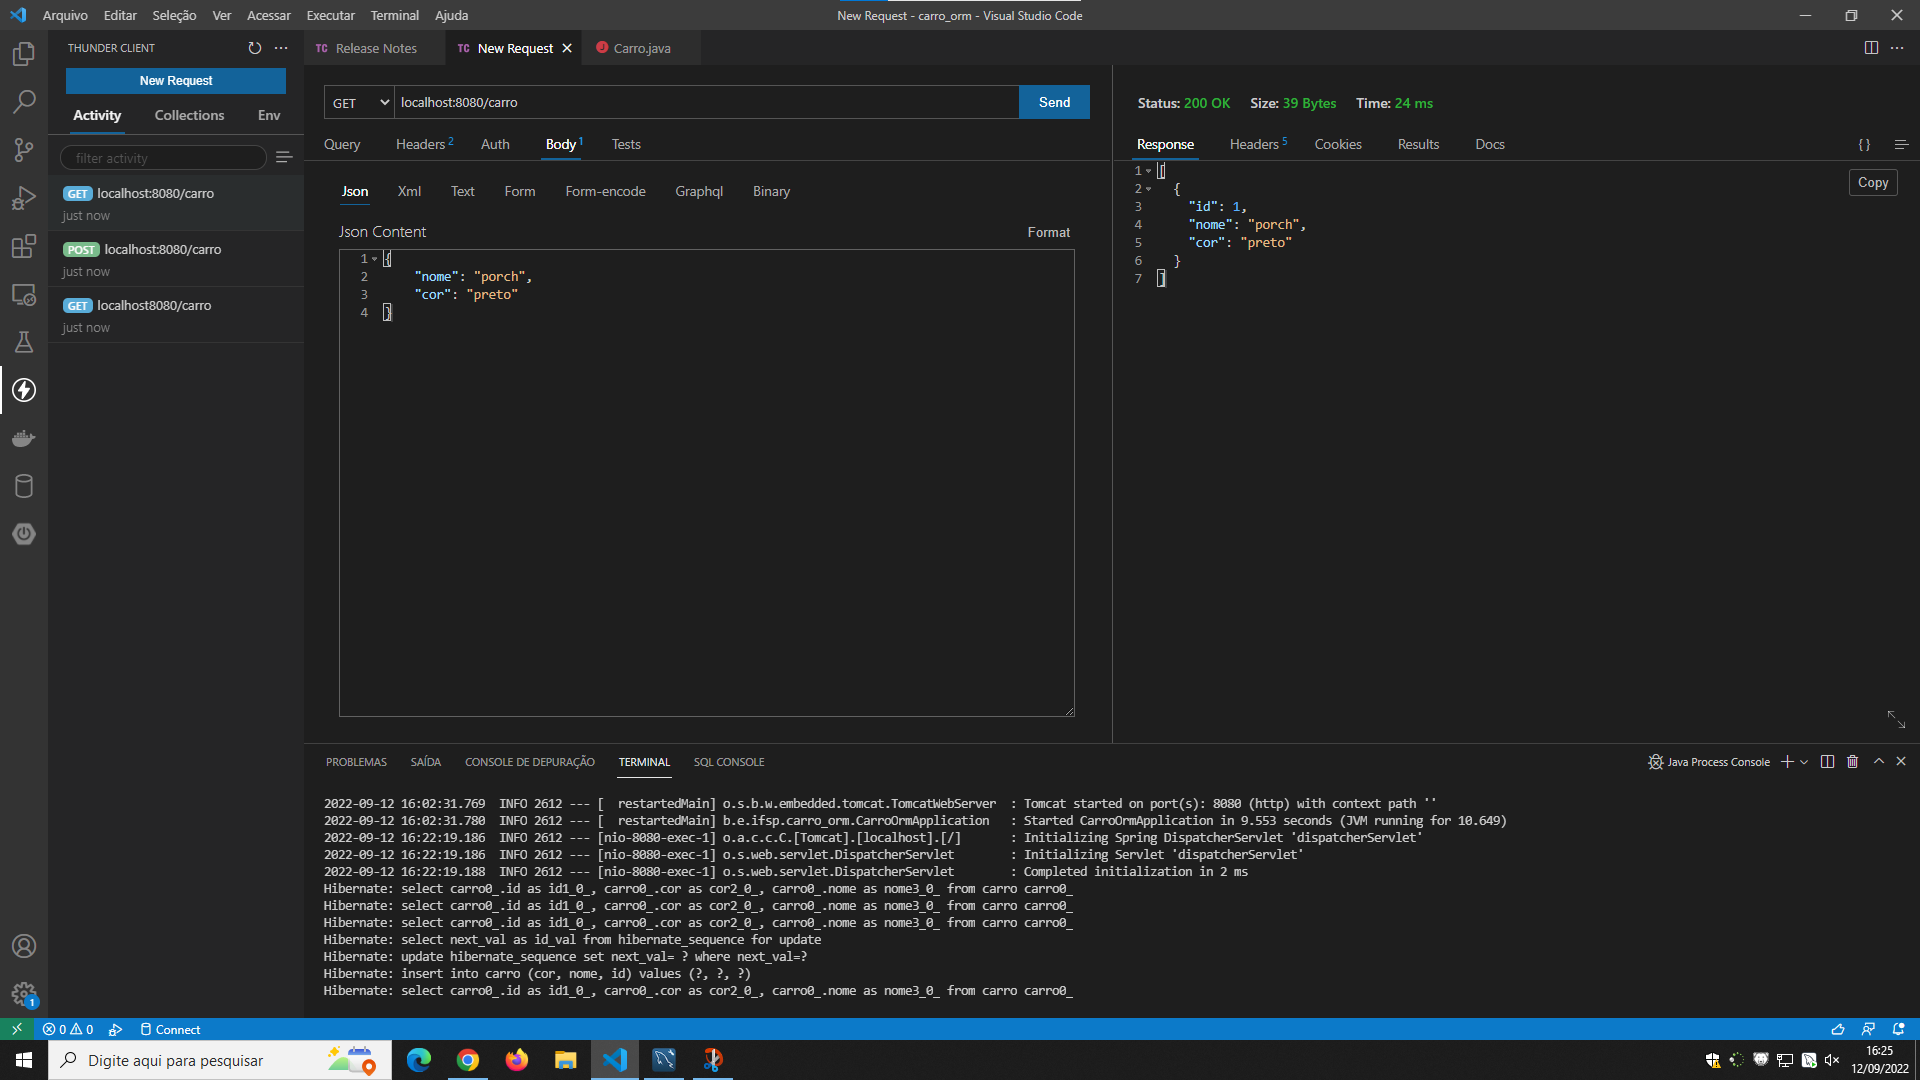 Arquivo Editar Seleção Ver Acessar Executar Terminal Ajuda
New Request - carro_orm - Visual Studio Code
THUNDER CLIENT
New Request
Activity Collections Env
filter activity
GET localhost:8080/carro
just now
POST localhost:8080/carro
just now
GET localhost8080/carro
just now
TC Release Notes
TC New Request
J Carro.java
GET localhost:8080/carro Send
Query Headers 2 Auth Body 1 Tests
Json Xml Text Form Form-encode Graphql Binary
Json Content Format
1 {
2 "nome": "porch",
3 "cor": "preto"
4 }
Status: 200 OK Size: 39 Bytes Time: 24 ms
Response Headers 5 Cookies Results Docs { }
Copy
1 [
2 {
3 "id": 1,
4 "nome": "porch",
5 "cor": "preto"
6 }
7 ]
PROBLEMAS SAÍDA CONSOLE DE DEPURAÇÃO TERMINAL SQL CONSOLE
Java Process Console
2022-09-12 16:02:31.769  INFO 2612 --- [  restartedMain] o.s.b.w.embedded.tomcat.TomcatWebServer  : Tomcat started on port(s): 8080 (http) with context path ''
2022-09-12 16:02:31.780  INFO 2612 --- [  restartedMain] b.e.ifsp.carro_orm.CarroOrmApplication   : Started CarroOrmApplication in 9.553 seconds (JVM running for 10.649)
2022-09-12 16:22:19.186  INFO 2612 --- [nio-8080-exec-1] o.a.c.c.C.[Tomcat].[localhost].[/]       : Initializing Spring DispatcherServlet 'dispatcherServlet'
2022-09-12 16:22:19.186  INFO 2612 --- [nio-8080-exec-1] o.s.web.servlet.DispatcherServlet        : Initializing Servlet 'dispatcherServlet'
2022-09-12 16:22:19.188  INFO 2612 --- [nio-8080-exec-1] o.s.web.servlet.DispatcherServlet        : Completed initialization in 2 ms
Hibernate: select carro0_.id as id1_0_, carro0_.cor as cor2_0_, carro0_.nome as nome3_0_ from carro carro0_
Hibernate: select carro0_.id as id1_0_, carro0_.cor as cor2_0_, carro0_.nome as nome3_0_ from carro carro0_
Hibernate: select carro0_.id as id1_0_, carro0_.cor as cor2_0_, carro0_.nome as nome3_0_ from carro carro0_
Hibernate: select next_val as id_val from hibernate_sequence for update
Hibernate: update hibernate_sequence set next_val= ? where next_val=?
Hibernate: insert into carro (cor, nome, id) values (?, ?, ?)
Hibernate: select carro0_.id as id1_0_, carro0_.cor as cor2_0_, carro0_.nome as nome3_0_ from carro carro0_
1
0 0 Connect
Digite aqui para pesquisar
16:25
12/09/2022